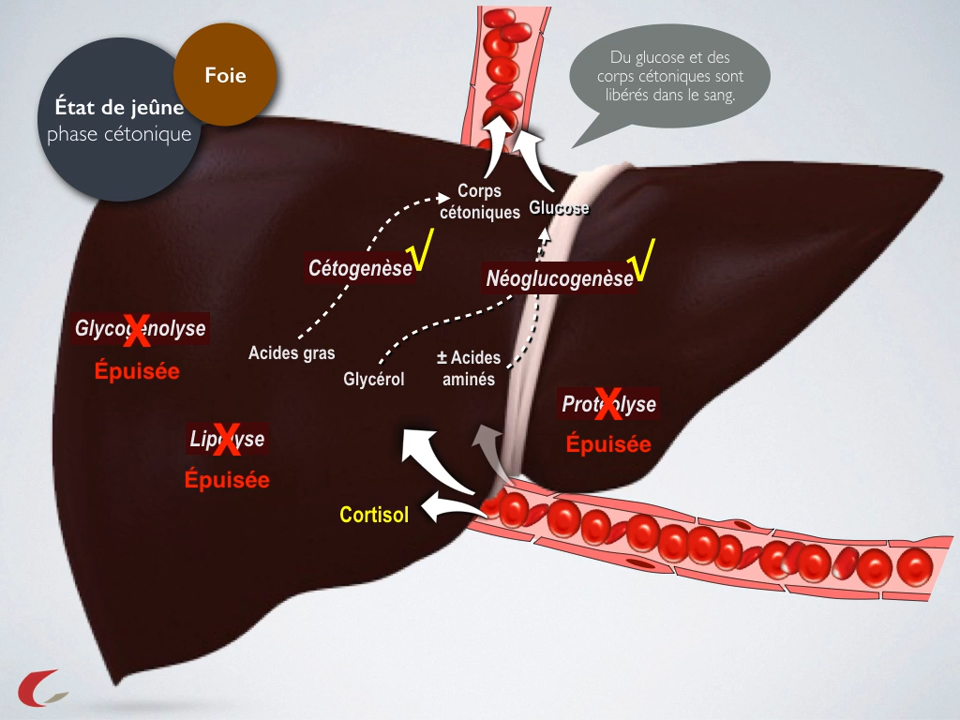 État de jeûne
phase cétonique
Foie
Du glucose et des
corps cétoniques sont
libérés dans le sang.
Corps
cétoniques
Glucose
Cétogenèse
√
Néoglucogenèse
√
Glycogenolyse
X
Épuisée
Acides gras
Glycérol
± Acides
aminés
Protéolyse
X
Épuisée
Lipolyse
X
Épuisée
Cortisol